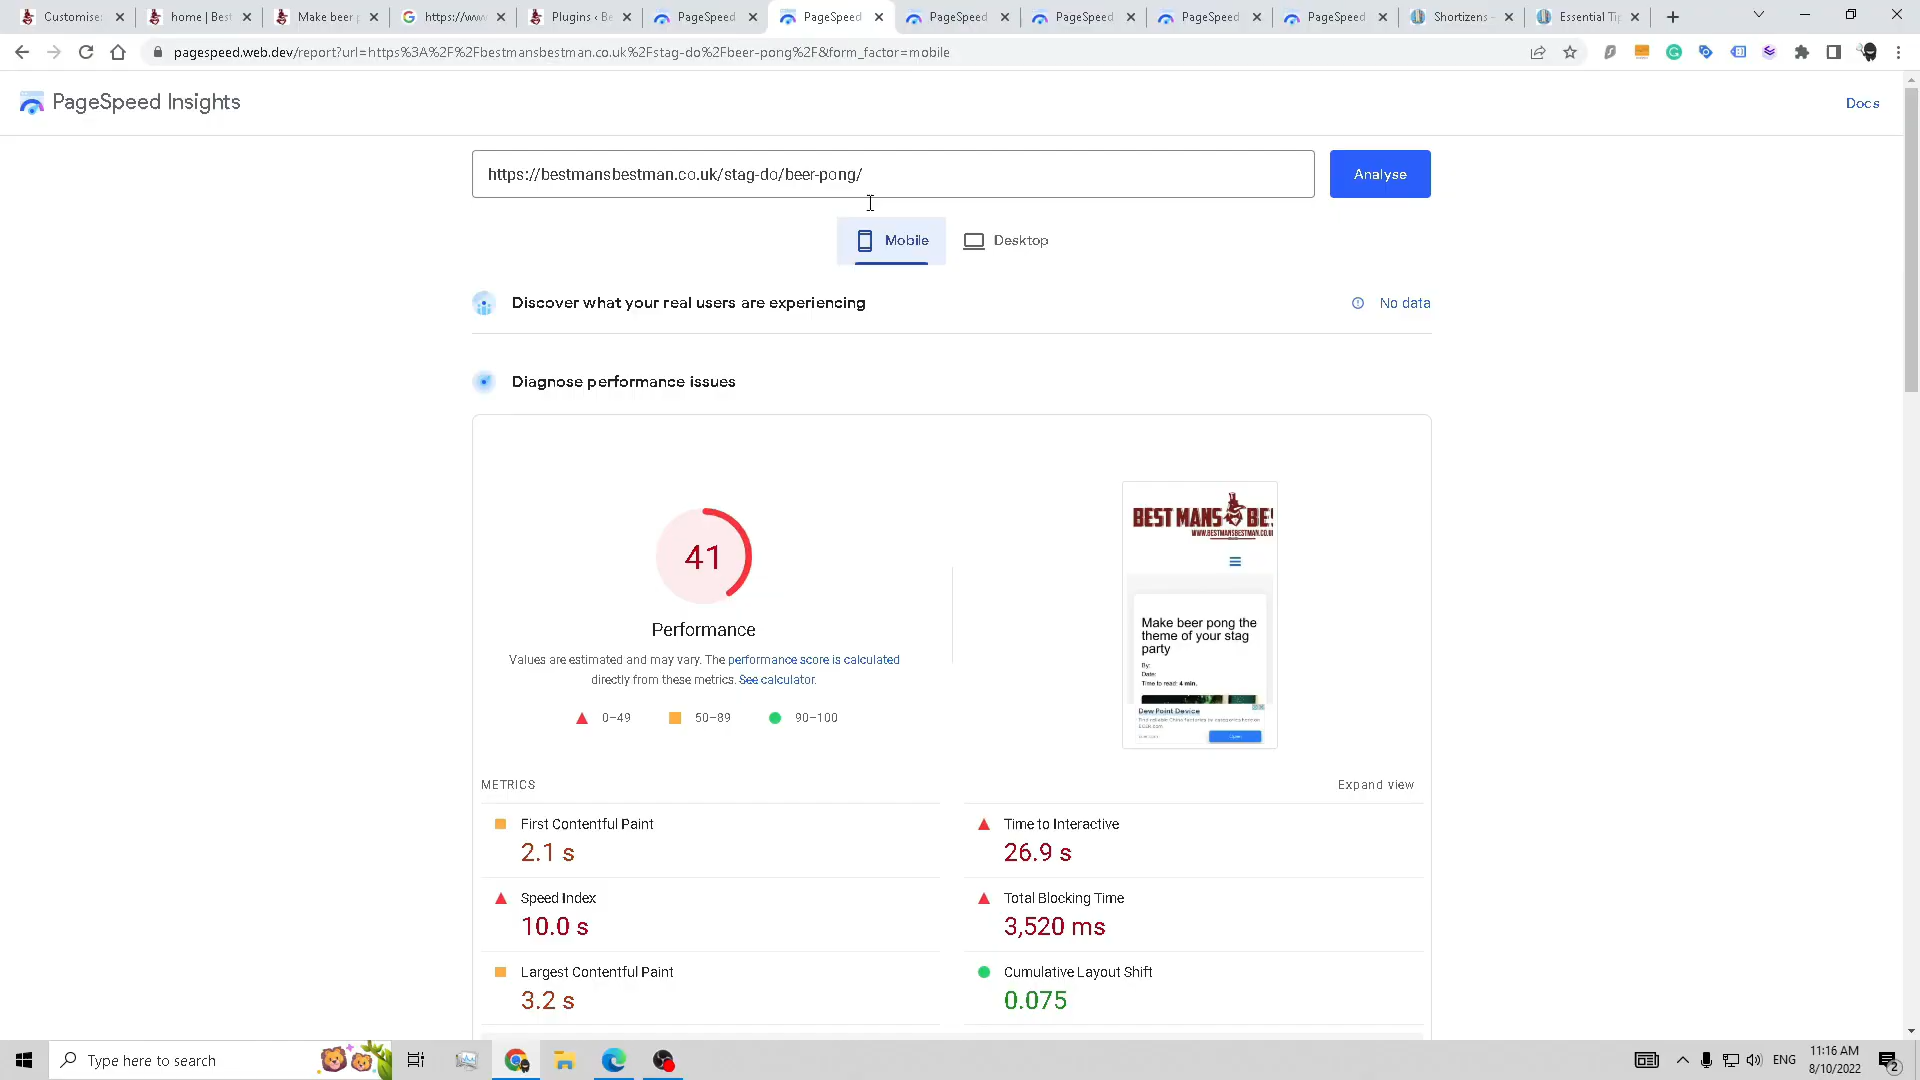 Customise:
home | Best
Make beer p
https://www
Plugins ‹ Be
PageSpeed
PageSpeed
PageSpeed
PageSpeed
PageSpeed
PageSpeed
Shortizens -
Essential Tip
pagespeed.web.dev/report?url=https%3A%2F%2Fbestmansbestman.co.uk%2Fstag-do%2Fbeer-pong%2F&form_factor=mobile
PageSpeed Insights
Docs
https://bestmansbestman.co.uk/stag-do/beer-pong/
Analyse
Mobile
Desktop
Discover what your real users are experiencing
No data
Diagnose performance issues
41
Performance
Values are estimated and may vary. The performance score is calculated
directly from these metrics. See calculator.
0–49
50–89
90–100
BEST MANS BE
WWW.BESTMANSBESTMAN.CO.UK
Make beer pong the
theme of your stag
party
By:
Date:
Time to read: 4 min.
Dew Point Device
Open
METRICS
Expand view
First Contentful Paint
2.1 s
Time to Interactive
26.9 s
Speed Index
10.0 s
Total Blocking Time
3,520 ms
Largest Contentful Paint
3.2 s
Cumulative Layout Shift
0.075
Type here to search
ENG
11:16 AM
8/10/2022
2